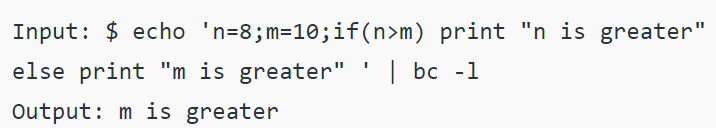 Input: $ echo 'n=8;m=10;if(n>m) print "n is greater"
else print "m is greater" ' | bc -l
Output: m is greater